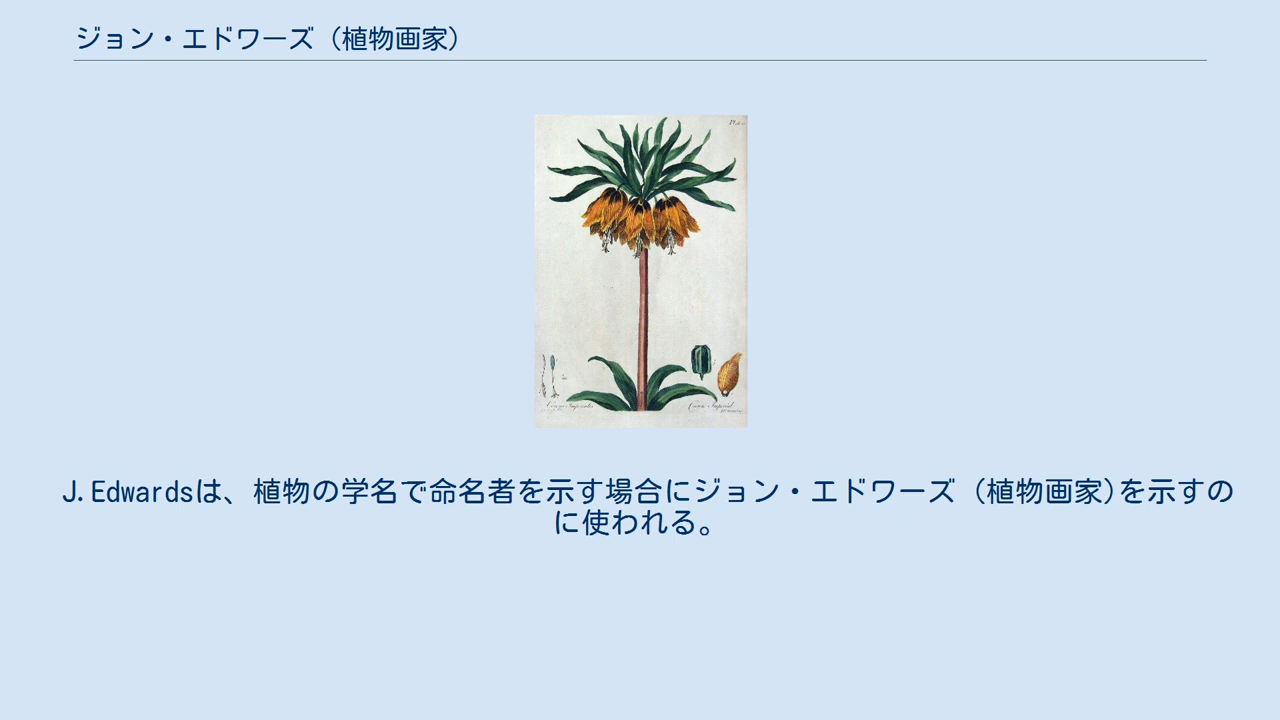 ジョン・エドワーズ (植物画家)
J.Edwardsは、植物の学名で命名者を示す場合にジョン・エドワーズ (植物画家)を示すの
に使われる。